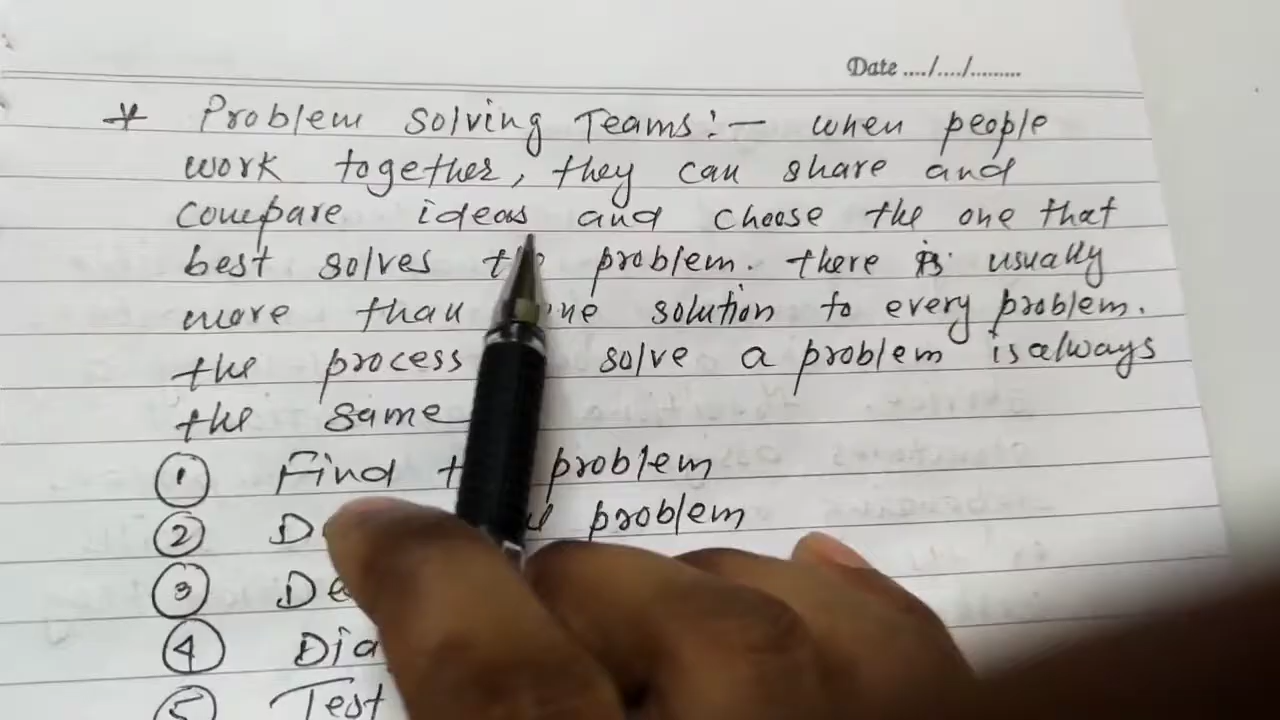 Date ..../..../.........
* Problem Solving Teams:- when people
work together, they can share and
compare ideas and choose the one that
best solves the problem. there is usually
more than one solution to every problem.
the process solve a problem is always
the same
① Find problem
② problem
③
④
⑤ Test